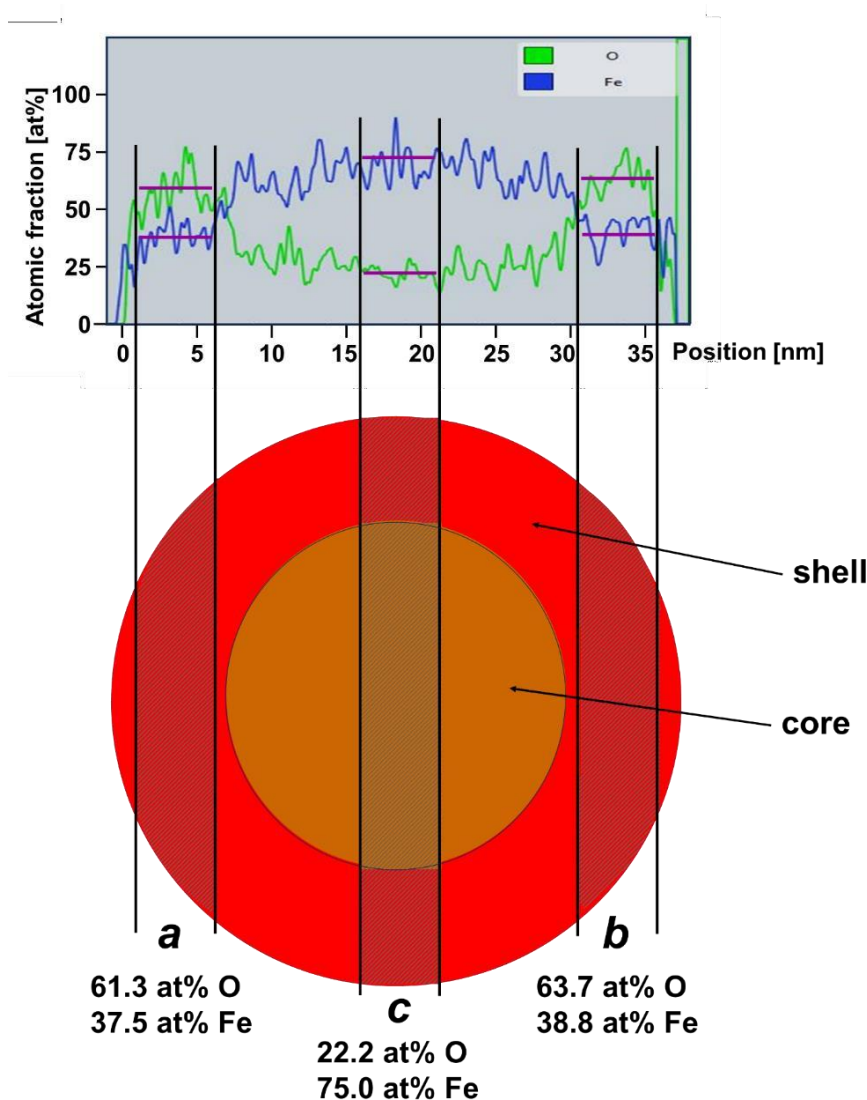 O
Fe
Atomic fraction [at%]
100
75
50
25
0
0 5 10 15 20 25 30 35 Position [nm]
shell
core
a
61.3 at% O
37.5 at% Fe
b
63.7 at% O
38.8 at% Fe
c
22.2 at% O
75.0 at% Fe